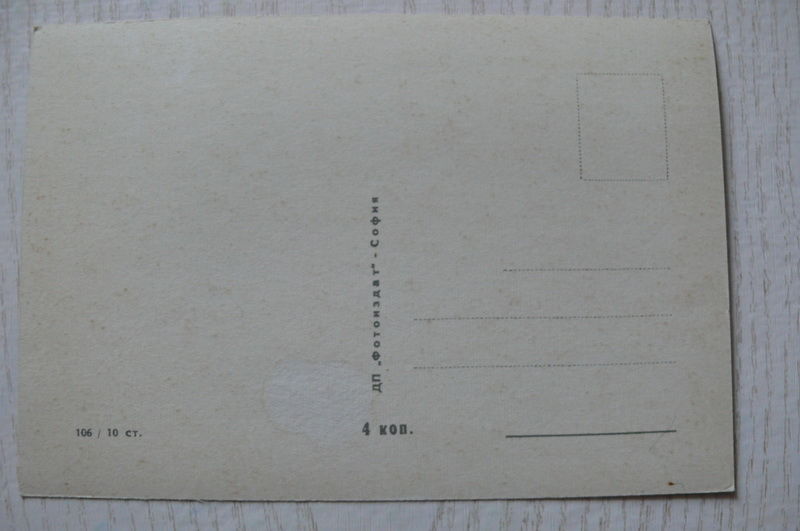 ДП „Фотоиздат" - София
106 / 10 ст.
4 коп.